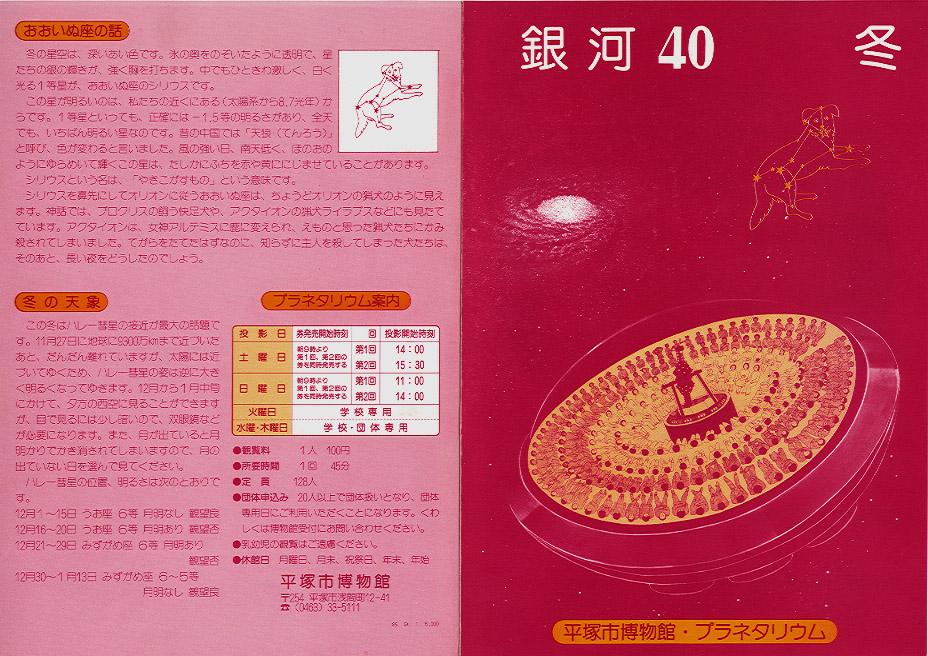 おおいぬ座の話
冬の星空は、深いあい色です。氷の奥をのぞいたように透明で、星
たちの銀の輝きが、強く胸を打ちます。中でもひときわ激しく、白く
光る1等星が、おおいぬ座のシリウスです。
この星が明るいのは、私たちの近くにある（太陽系から8.7光年）か
らです。1等星といっても、正確には－1.5等の明るさがあり、全天
でも、いちばん明るい星なのです。昔の中国では「天狼（てんろう）」
と呼び、色が変わると言いました。風の強い日、南天低く、ほのおの
ようにゆらめいて輝くこの星は、たしかにふちを赤や黄ににじませていることがあります。
シリウスという名は、「やきこがすもの」という意味です。
シリウスを鼻先にしてオリオンに従うおおいぬ座は、ちょうどオリオンの猟犬のように見え
ます。神話では、プロクリスの飼う快足犬や、アクタイオンの猟犬ライラプスなどにも見たて
ています。アクタイオンは、女神アルテミスに鹿に変えられ、えものと思った猟犬たちにかみ
殺されてしまいました。てがらをたてたはずなのに、知らずに主人を殺してしまった犬たちは、
そのあと、長い夜をどうしたのでしょう。
冬の天象
この冬はハレー彗星の接近が最大の話題で
す。11月27日に地球に9300万kmまで近づいた
あと、だんだん離れていますが、太陽には近
づいてゆくため、ハレー彗星の姿は逆に大き
く明るくなってゆきます。12月から1月中旬
にかけて、夕方の西空に見ることができます
が、目で見るには少し暗いので、双眼鏡など
が必要になります。また、月が出ていると月
明かりでかき消されてしまいますので、月の
出ていない日を選んで見てください。
ハレー彗星の位置、明るさは次のとおりで
す。
12月1～15日 うお座 6等 月明なし 観望良
12月16～20日 うお座 6等 月明あり 観望否
12月21～29日 みずがめ座 6等 月明あり
観望否
12月30～1月13日 みずがめ座 6～5等
月明なし 観望良
プラネタリウム案内
投影日 券発売開始時刻 回 投影開始時刻
土曜日 朝9時より 第1回、第2回の 券を同時発売する 第1回 14：00
第2回 15：30
日曜日 朝9時より 第1回、第2回の 券を同時発売する 第1回 11：00
第2回 14：00
火曜日 学校専用
水曜・木曜日 学校・団体専用
●観覧料 1人 100円
●所要時間 1回 45分
●定員 128人
●団体申込み 20人以上で団体扱いとなり、団体
専用日にご利用いただくことになります。くわ
しくは博物館受付にお問い合わせください。
●乳幼児の観覧はご遠慮ください。
●休館日 月曜日、月末、祝祭日、年末、年始
平塚市博物館
〒254 平塚市浅間町12-41
☎（0463）33-5111
銀河 40 冬
平塚市博物館・プラネタリウム